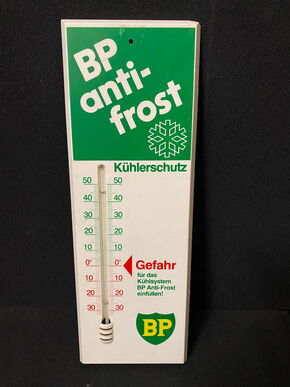 BP
anti-
frost
Kühlerschutz
50 50
40 40
30 30
20 20
10 10
0° 0°
10 10
20 20
30 30
Gefahr
für das
Kühlsystem
BP Anti-Frost
einfüllen!
BP